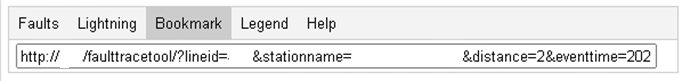 Faults Lightning Bookmark Legend Help
http:// /faulttracetool/?lineid= &stationname= &distance=2&eventtime=202